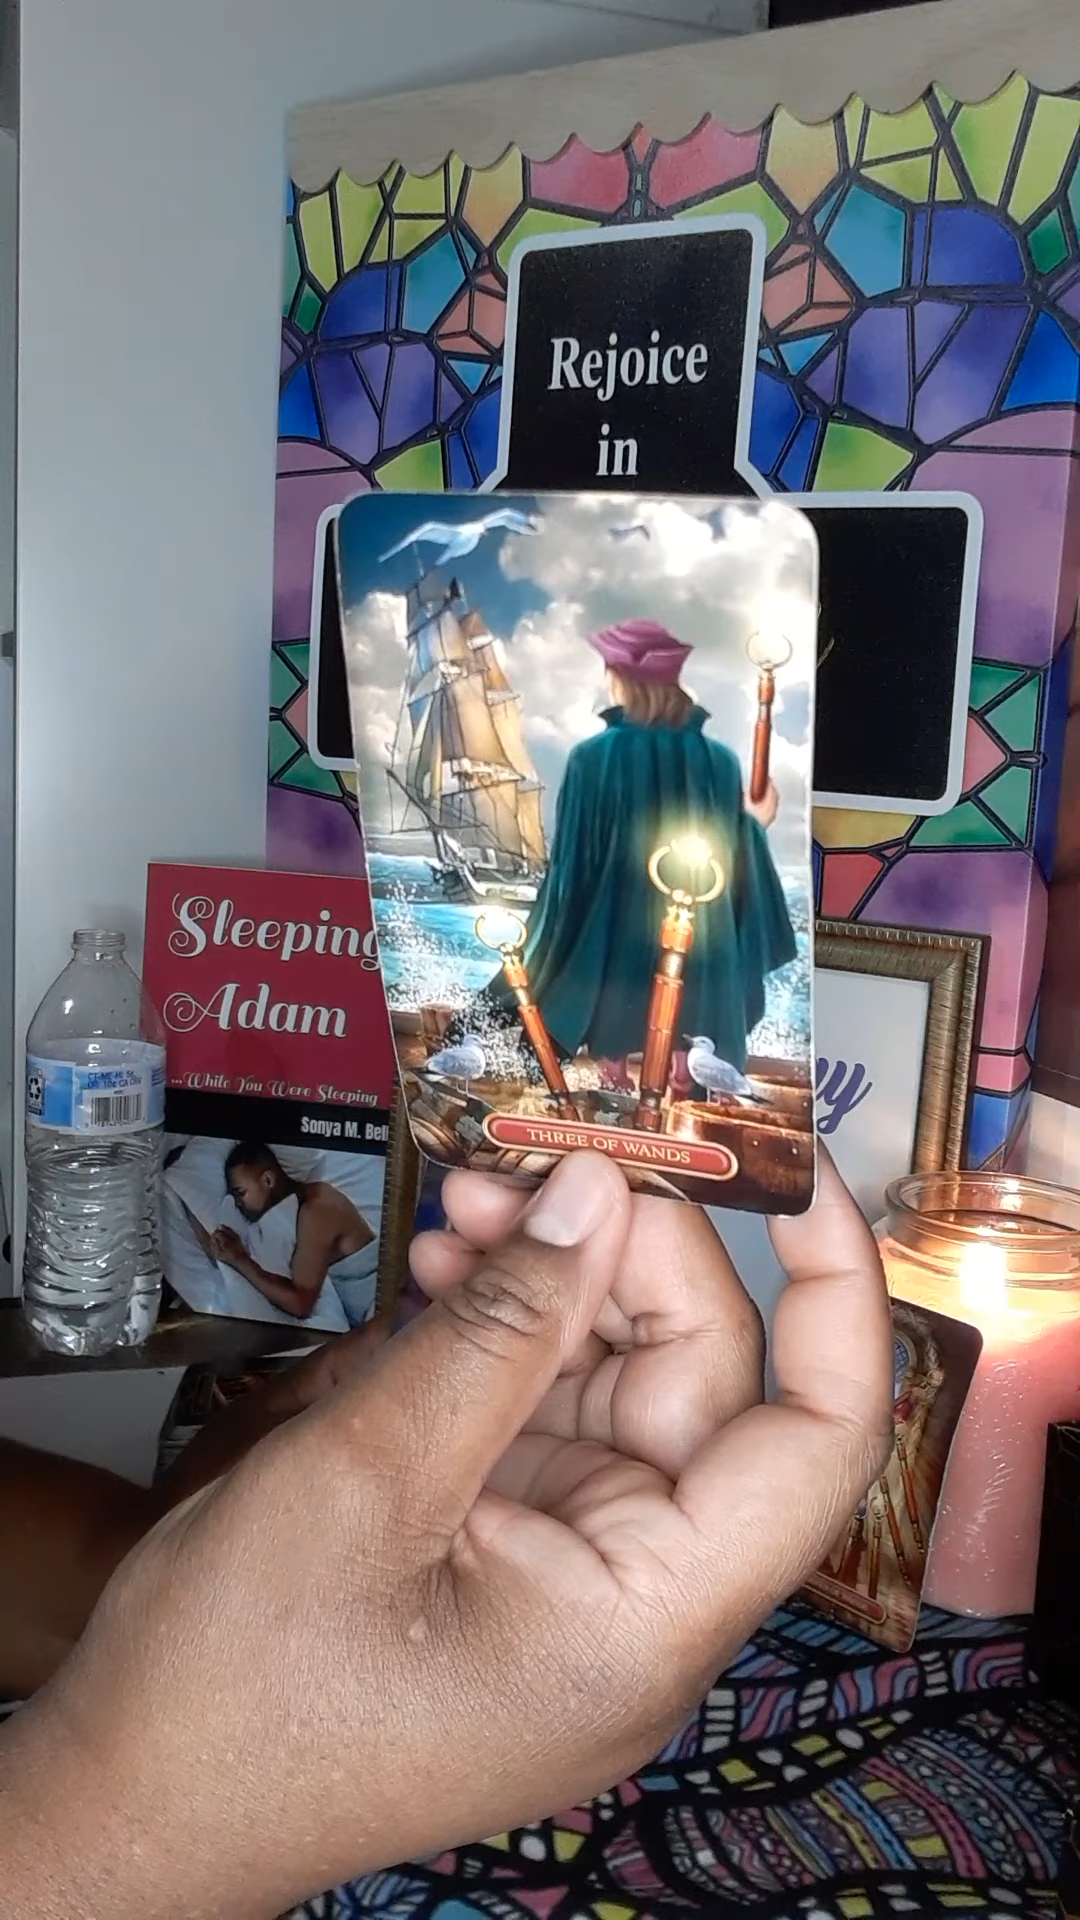 Rejoice
in
Sleeping
Adam
...While You Were Sleeping
Sonya M. Bell
THREE OF WANDS